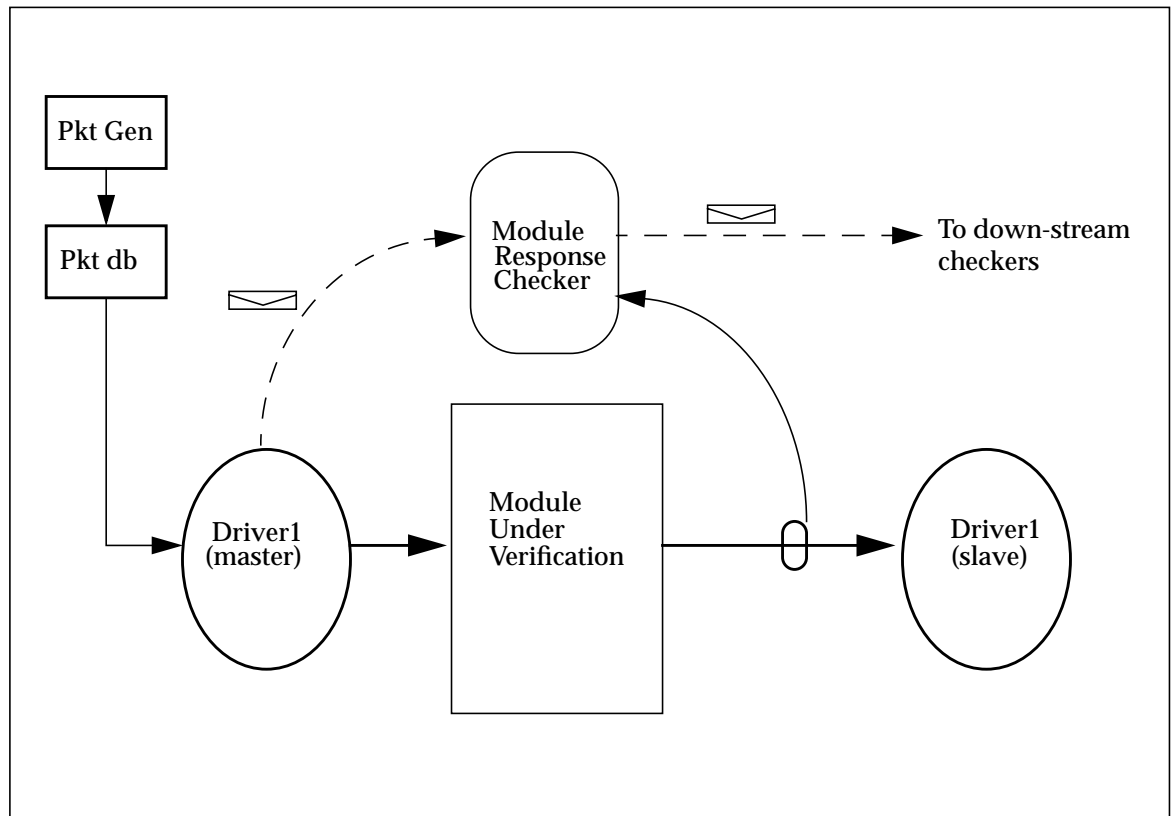 Pkt Gen
Pkt db
Module
Response
Checker
To down-stream
checkers
Driver1
(master)
Module
Under
Verification
Driver1
(slave)